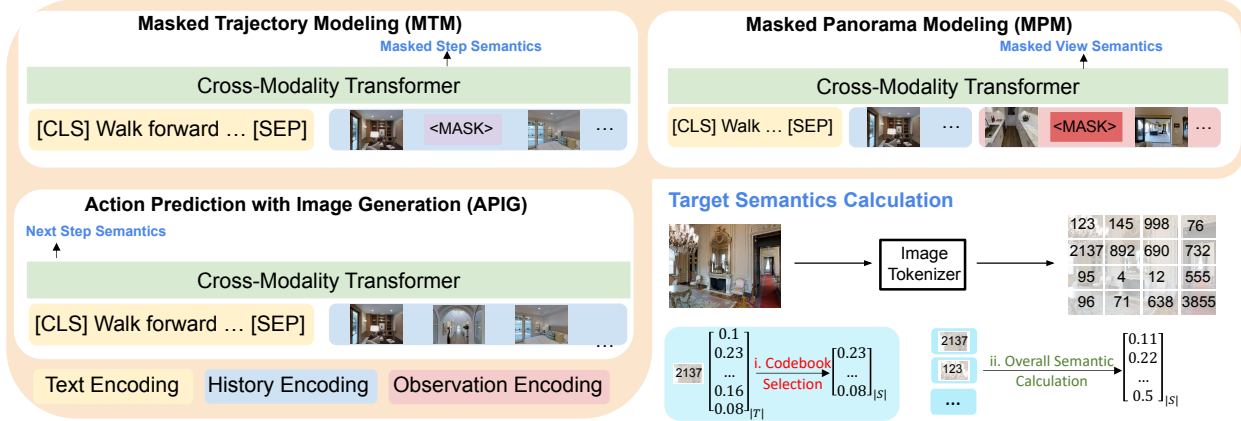 Masked Trajectory Modeling (MTM)
Masked Step Semantics
Cross-Modality Transformer
[CLS] Walk forward … [SEP]
<MASK>
…
Masked Panorama Modeling (MPM)
Masked View Semantics
Cross-Modality Transformer
[CLS] Walk … [SEP]
…
<MASK>
…
Action Prediction with Image Generation (APIG)
Next Step Semantics
Cross-Modality Transformer
[CLS] Walk forward … [SEP]
…
Text Encoding
History Encoding
Observation Encoding
Target Semantics Calculation
Image
Tokenizer
123 145 998 76
2137 892 690 732
95 4 12 555
96 71 638 3855
2137
0.1
0.23
...
0.16
0.08
|T|
i. Codebook
Selection
0.23
...
0.08
|S|
2137
123
...
ii. Overall Semantic
Calculation
0.11
0.22
...
0.5
|S|